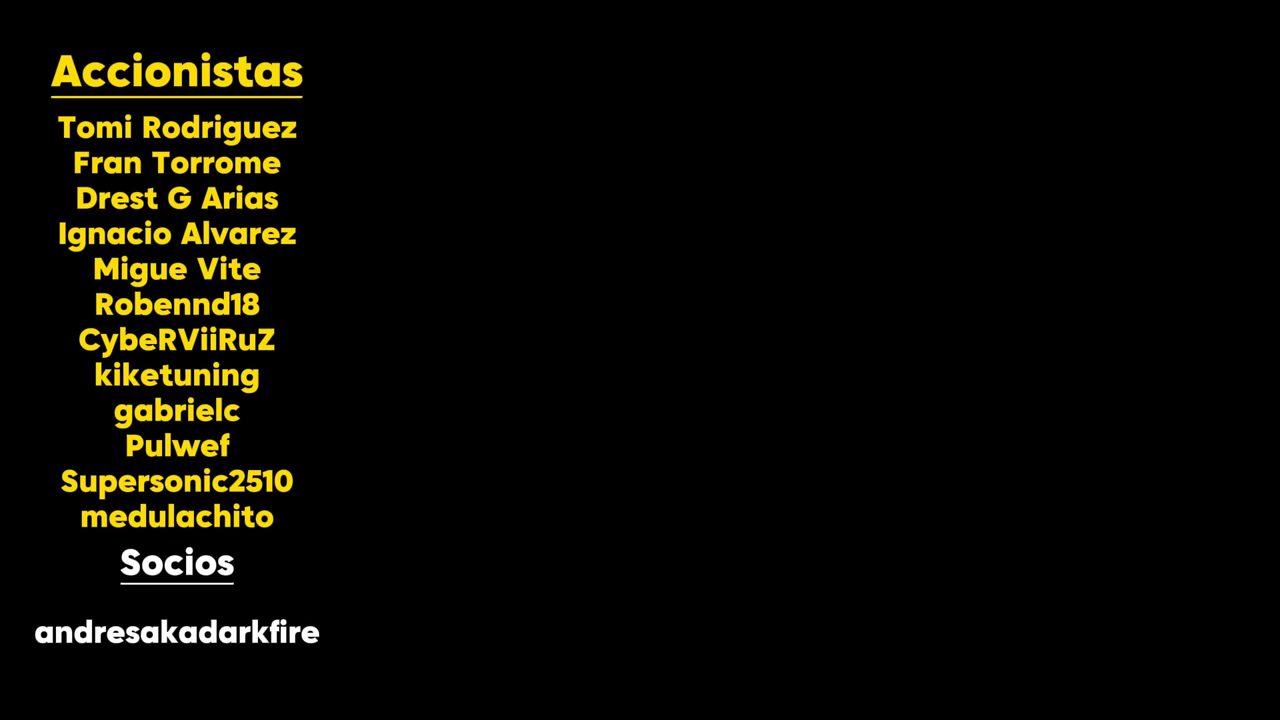 Accionistas
Tomi Rodriguez
Fran Torrome
Drest G Arias
Ignacio Alvarez
Migue Vite
Robennd18
CybeRViiRuZ
kiketuning
gabrielc
Pulwef
Supersonic2510
medulachito
Socios
andresakadarkfire